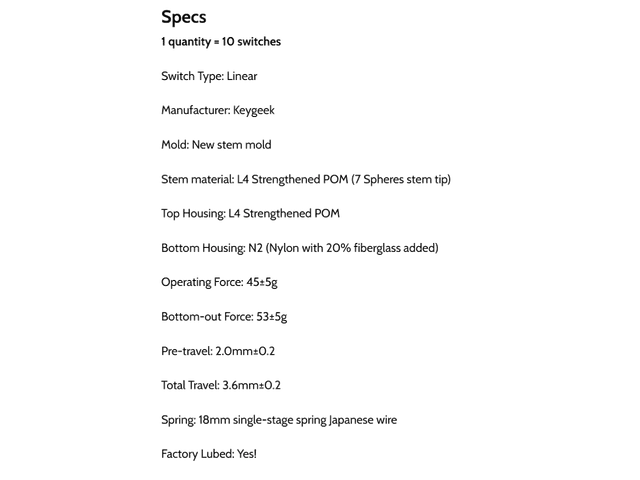 Specs
1 quantity = 10 switches
Switch Type: Linear
Manufacturer: Keygeek
Mold: New stem mold
Stem material: L4 Strengthened POM (7 Spheres stem tip)
Top Housing: L4 Strengthened POM
Bottom Housing: N2 (Nylon with 20% fiberglass added)
Operating Force: 45±5g
Bottom-out Force: 53±5g
Pre-travel: 2.0mm±0.2
Total Travel: 3.6mm±0.2
Spring: 18mm single-stage spring Japanese wire
Factory Lubed: Yes!